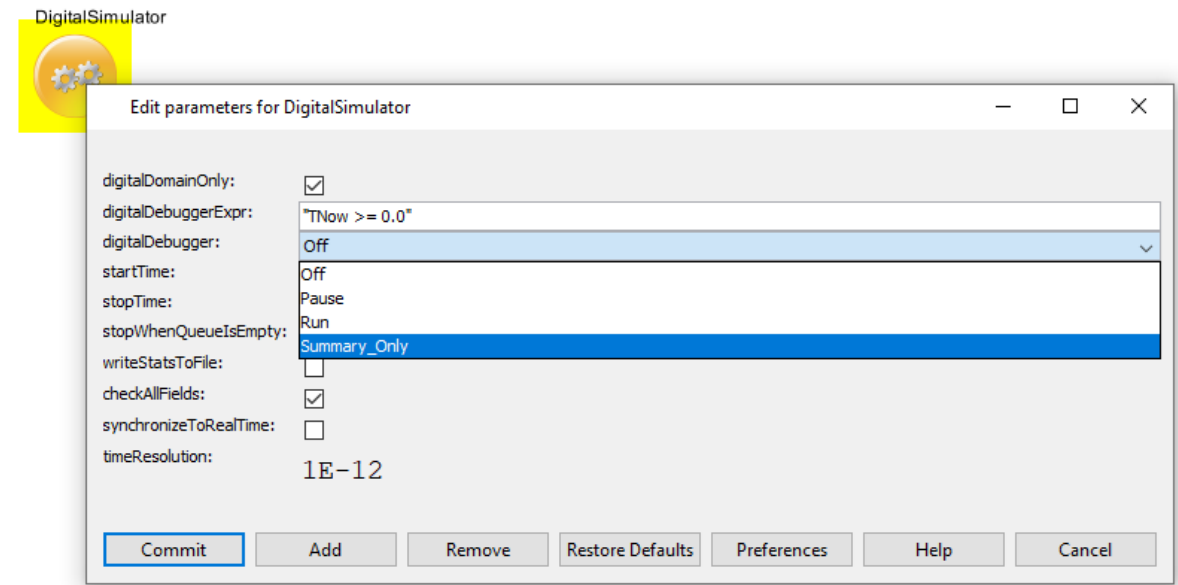 DigitalSimulator
Edit parameters for DigitalSimulator
digitalDomainOnly:
digitalDebuggerExpr: "TNow >= 0.0"
digitalDebugger: Off
startTime: Off
stopTime: Pause
stopWhenQueueIsEmpty: Run
Summary_Only
writeStatsToFile:
checkAllFields:
synchronizeToRealTime:
timeResolution: 1E-12
Commit Add Remove Restore Defaults Preferences Help Cancel